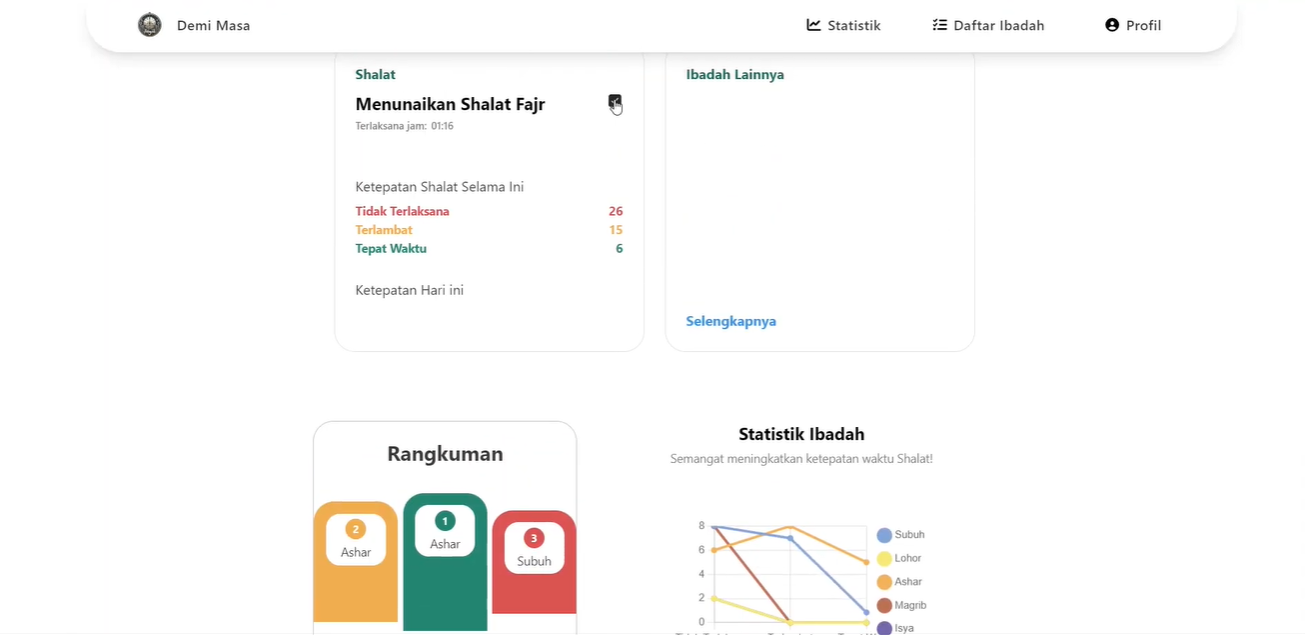 Demi Masa
Statistik
Daftar Ibadah
Profil
Shalat
Menunaikan Shalat Fajr
Terlaksana jam: 01:16
Ketepatan Shalat Selama Ini
Tidak Terlaksana 26
Terlambat 15
Tepat Waktu 6
Ketepatan Hari ini
Ibadah Lainnya
Selengkapnya
Rangkuman
2
Ashar
1
Ashar
3
Subuh
Statistik Ibadah
Semangat meningkatkan ketepatan waktu Shalat!
8
6
4
2
0
Subuh
Lohor
Ashar
Magrib
Isya